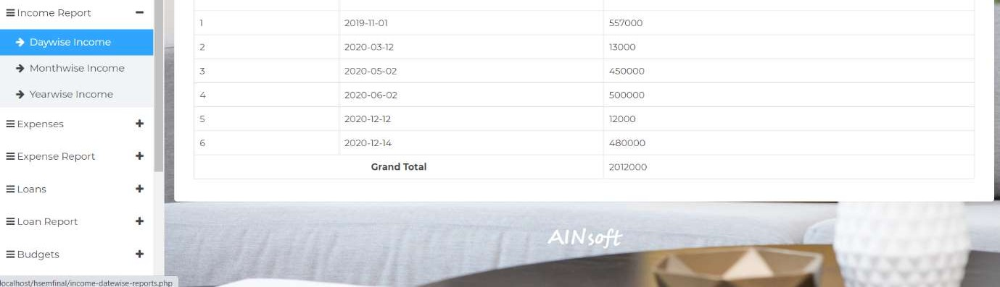 Income Report
Daywise Income
Monthwise Income
Yearwise Income
Expenses
Expense Report
Loans
Loan Report
Budgets
1 2019-11-01 557000
2 2020-03-12 13000
3 2020-05-02 450000
4 2020-06-02 500000
5 2020-12-12 12000
6 2020-12-14 480000
Grand Total 2012000
AINsoft
localhost/hsemfinal/income-datewise-reports.php